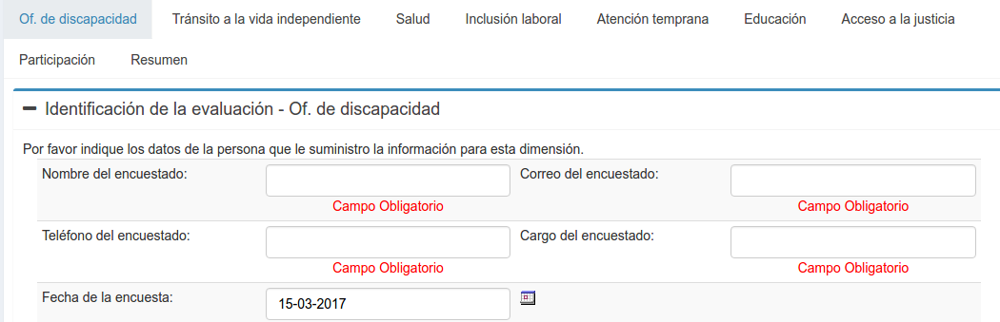 Of. de discapacidad Tránsito a la vida independiente Salud Inclusión laboral Atención temprana Educación Acceso a la justicia
Participación Resumen
Identificación de la evaluación - Of. de discapacidad
Por favor indique los datos de la persona que le suministro la información para esta dimensión.
Nombre del encuestado: Correo del encuestado:
Campo Obligatorio Campo Obligatorio
Teléfono del encuestado: Cargo del encuestado:
Campo Obligatorio Campo Obligatorio
Fecha de la encuesta: 15-03-2017